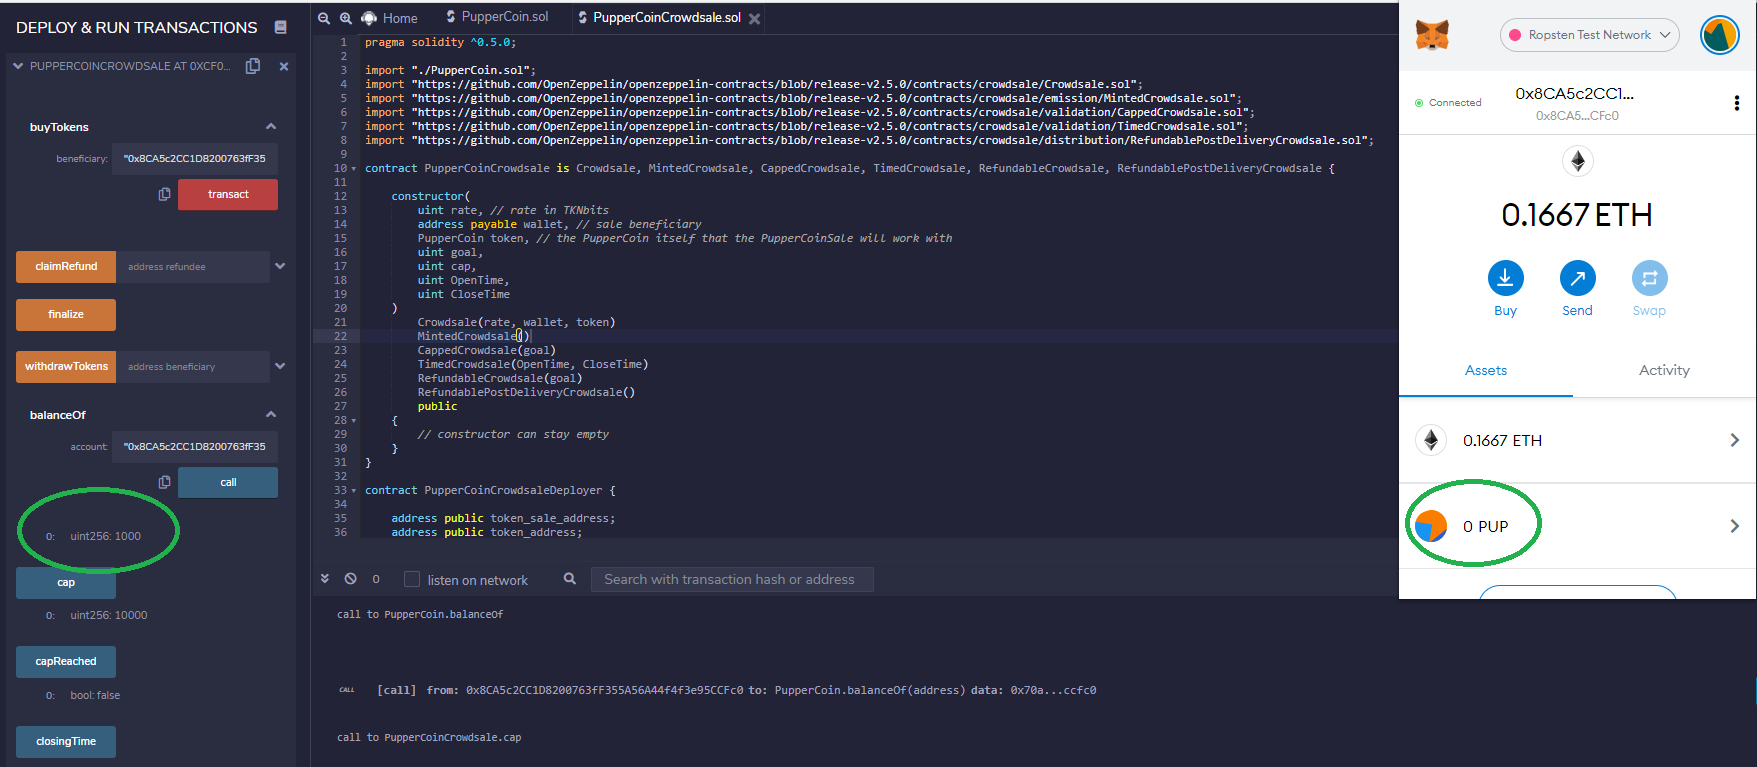 DEPLOY & RUN TRANSACTIONS
PUPPERCOINCROWDSALE AT 0XCF0...
buyTokens
beneficiary: "0x8CA5c2CC1D8200763fF35
transact
claimRefund address refundee
finalize
withdrawTokens address beneficiary
balanceOf
account: "0x8CA5c2CC1D8200763fF35
call
0: uint256: 1000
cap
0: uint256: 10000
capReached
0: bool: false
closingTime
Home PupperCoin.sol PupperCoinCrowdsale.sol
1 pragma solidity ^0.5.0;
2
3 import "./PupperCoin.sol";
4 import "https://github.com/OpenZeppelin/openzeppelin-contracts/blob/release-v2.5.0/contracts/crowdsale/Crowdsale.sol";
5 import "https://github.com/OpenZeppelin/openzeppelin-contracts/blob/release-v2.5.0/contracts/crowdsale/emission/MintedCrowdsale.sol";
6 import "https://github.com/OpenZeppelin/openzeppelin-contracts/blob/release-v2.5.0/contracts/crowdsale/validation/CappedCrowdsale.sol";
7 import "https://github.com/OpenZeppelin/openzeppelin-contracts/blob/release-v2.5.0/contracts/crowdsale/validation/TimedCrowdsale.sol";
8 import "https://github.com/OpenZeppelin/openzeppelin-contracts/blob/release-v2.5.0/contracts/crowdsale/distribution/RefundablePostDeliveryCrowdsale.sol";
9
10 contract PupperCoinCrowdsale is Crowdsale, MintedCrowdsale, CappedCrowdsale, TimedCrowdsale, RefundableCrowdsale, RefundablePostDeliveryCrowdsale {
11
12 constructor(
13 uint rate, // rate in TKNbits
14 address payable wallet, // sale beneficiary
15 PupperCoin token, // the PupperCoin itself that the PupperCoinSale will work with
16 uint goal,
17 uint cap,
18 uint OpenTime,
19 uint CloseTime
20 )
21 Crowdsale(rate, wallet, token)
22 MintedCrowdsale()
23 CappedCrowdsale(goal)
24 TimedCrowdsale(OpenTime, CloseTime)
25 RefundableCrowdsale(goal)
26 RefundablePostDeliveryCrowdsale()
27 public
28 {
29 // constructor can stay empty
30 }
31 }
32
33 contract PupperCoinCrowdsaleDeployer {
34
35 address public token_sale_address;
36 address public token_address;
0 listen on network Search with transaction hash or address
call to PupperCoin.balanceOf
CALL [call] from: 0x8CA5c2CC1D8200763fF355A56A44f4f3e95CCFc0 to: PupperCoin.balanceOf(address) data: 0x70a...ccfc0
call to PupperCoinCrowdsale.cap
Ropsten Test Network
Connected 0x8CA5c2CC1...
0x8CA5...CFc0
0.1667 ETH
Buy Send Swap
Assets Activity
0.1667 ETH
0 PUP